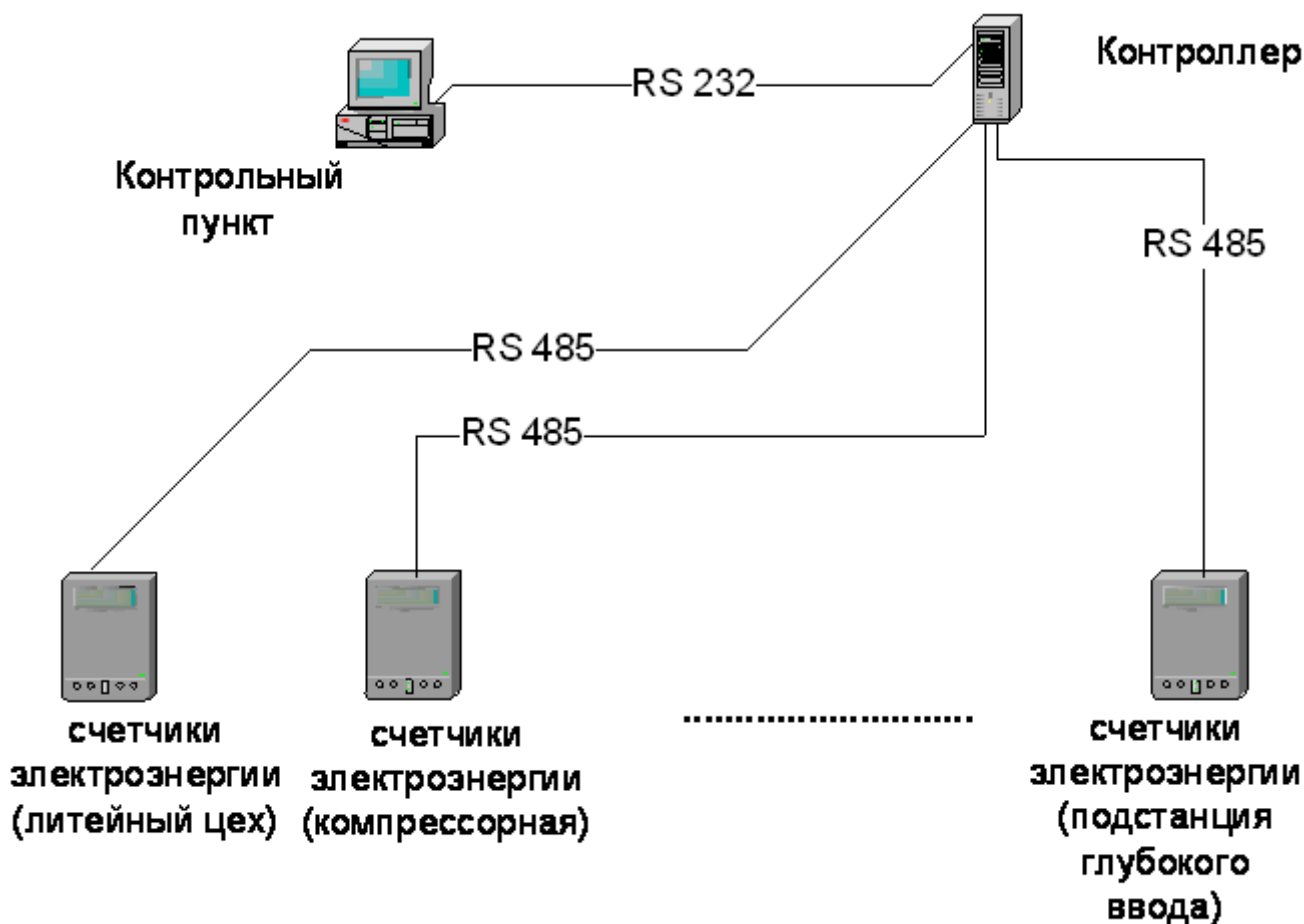 Контроллер
RS 232
Контрольный
пункт
RS 485
RS 485
RS 485
счетчики
электроэнергии
(литейный цех)
счетчики
электроэнергии
(компрессорная)
счетчики
электроэнергии
(подстанция
глубокого
ввода)